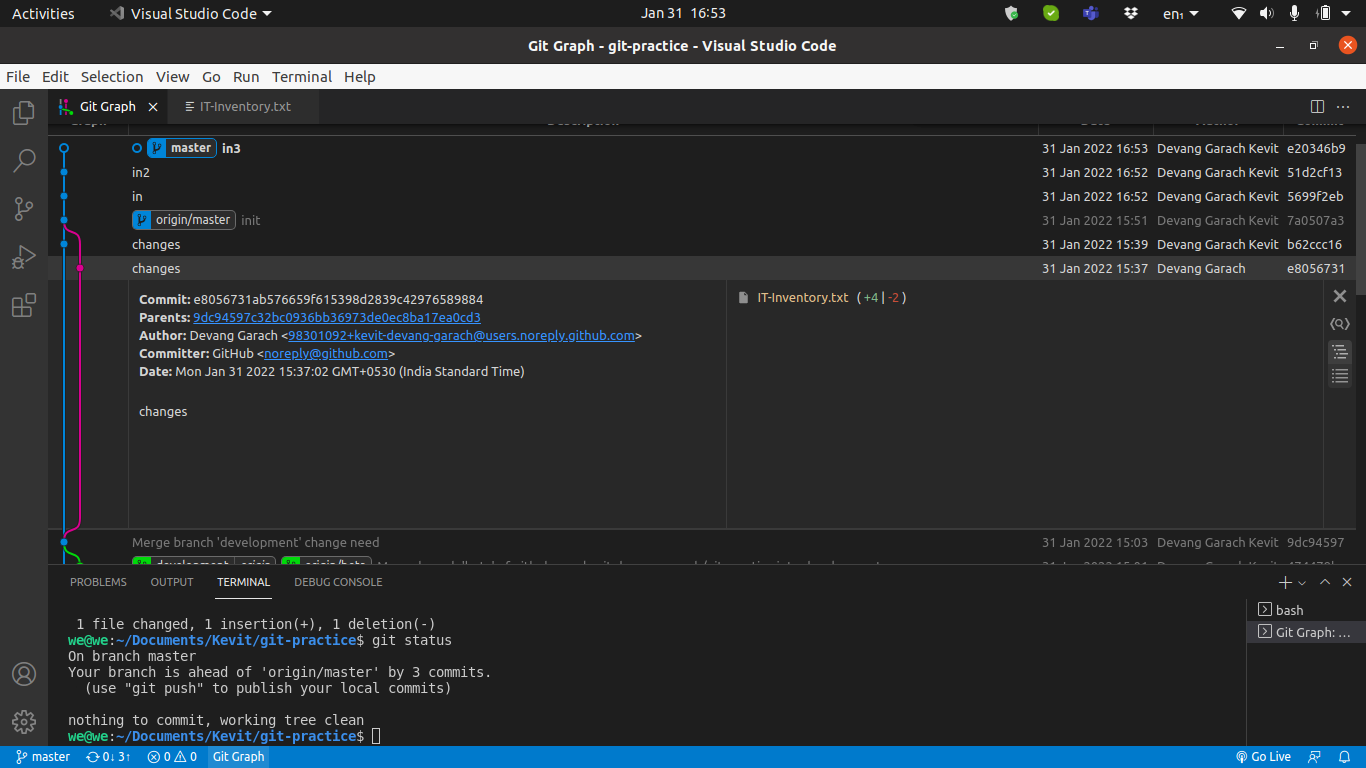 Activities Visual Studio Code Jan 31 16:53 en₁
Git Graph - git-practice - Visual Studio Code
File Edit Selection View Go Run Terminal Help
Git Graph IT-Inventory.txt
master in3 31 Jan 2022 16:53 Devang Garach Kevit e20346b9
in2 31 Jan 2022 16:52 Devang Garach Kevit 51d2cf13
in 31 Jan 2022 16:52 Devang Garach Kevit 5699f2eb
origin/master init 31 Jan 2022 15:51 Devang Garach Kevit 7a0507a3
changes 31 Jan 2022 15:39 Devang Garach Kevit b62ccc16
changes 31 Jan 2022 15:37 Devang Garach e8056731
Commit: e8056731ab576659f615398d2839c42976589884
Parents: 9dc94597c32bc0936bb36973de0ec8ba17ea0cd3
Author: Devang Garach <98301092+kevit-devang-garach@users.noreply.github.com>
Committer: GitHub <noreply@github.com>
Date: Mon Jan 31 2022 15:37:02 GMT+0530 (India Standard Time)
changes
IT-Inventory.txt (+4|-2)
Merge branch 'development' change need 31 Jan 2022 15:03 Devang Garach Kevit 9dc94597
PROBLEMS OUTPUT TERMINAL DEBUG CONSOLE
1 file changed, 1 insertion(+), 1 deletion(-)
we@we:~/Documents/Kevit/git-practice$ git status
On branch master
Your branch is ahead of 'origin/master' by 3 commits.
(use "git push" to publish your local commits)
nothing to commit, working tree clean
we@we:~/Documents/Kevit/git-practice$
bash
Git Graph: ...
master 0↓ 3↑ 0 0 Git Graph Go Live